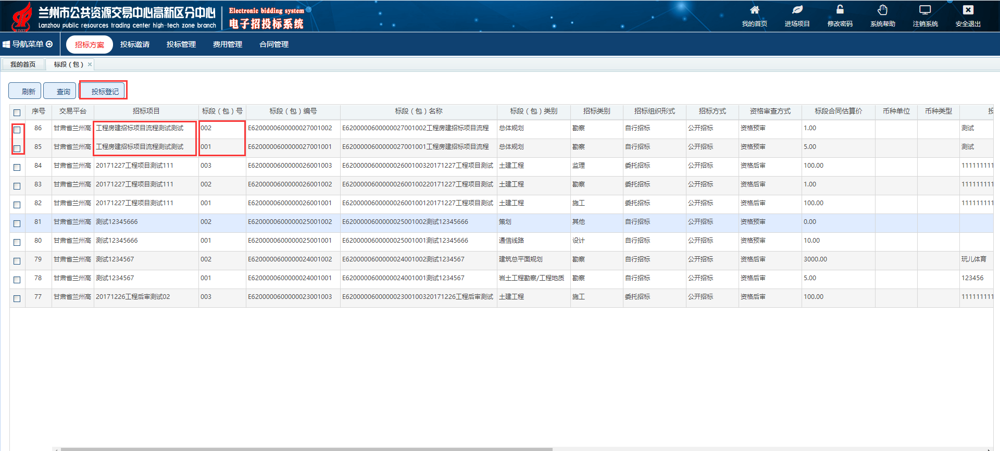 兰州市公共资源交易中心高新区分中心
Lanzhou public resources trading center high-tech zone branch
Electronic bidding system
电子招投标系统
我的首页 进场项目 修改密码 系统帮助 注销系统 安全退出
导航菜单 招标方案 投标邀请 投标管理 费用管理 合同管理
我的首页 标段（包）
刷新 查询 投标登记
序号 交易平台 招标项目 标段（包）号 标段（包）编号 标段（包）名称 标段（包）类别 招标类别 招标组织形式 招标方式 资格审查方式 标段合同估算价 币种单位 币种类型 投
86 甘肃省兰州高 工程房建招标项目流程测试测试 002 E6200000600000027001002 E6200000600000027001002工程房建招标项目流程 总体规划 勘察 自行招标 公开招标 资格预审 1.00 测试
85 甘肃省兰州高 工程房建招标项目流程测试测试 001 E6200000600000027001001 E6200000600000027001001工程房建招标项目流程 总体规划 勘察 自行招标 公开招标 资格预审 5.00 测试
84 甘肃省兰州高 20171227工程项目测试111 003 E6200000600000026001003 E620000060000002600100320171227工程项目测试 土建工程 监理 委托招标 公开招标 资格后审 100.00 111111111
83 甘肃省兰州高 20171227工程项目测试111 002 E6200000600000026001002 E620000060000002600100220171227工程项目测试 土建工程 勘察 委托招标 公开招标 资格后审 1.00 111111111
82 甘肃省兰州高 20171227工程项目测试111 001 E6200000600000026001001 E620000060000002600100120171227工程项目测试 土建工程 施工 委托招标 公开招标 资格后审 100.00 111111111
81 甘肃省兰州高 测试12345666 002 E6200000600000025001002 E6200000600000025001002测试12345666 策划 其他 自行招标 公开招标 资格预审 0.00
80 甘肃省兰州高 测试12345666 001 E6200000600000025001001 E6200000600000025001001测试12345666 通信线路 设计 自行招标 公开招标 资格预审 10.00
79 甘肃省兰州高 测试1234567 002 E6200000600000024001002 E6200000600000024001002测试1234567 建筑总平面规划 勘察 自行招标 公开招标 资格后审 3000.00 玩儿体育
78 甘肃省兰州高 测试1234567 001 E6200000600000024001001 E6200000600000024001001测试1234567 岩土工程勘察/工程地质 勘察 自行招标 公开招标 资格后审 5.00 123456
77 甘肃省兰州高 20171226工程后审测试02 003 E6200000600000023001003 E620000060000002300100320171226工程后审测试 土建工程 施工 委托招标 公开招标 资格后审 100.00 111111111